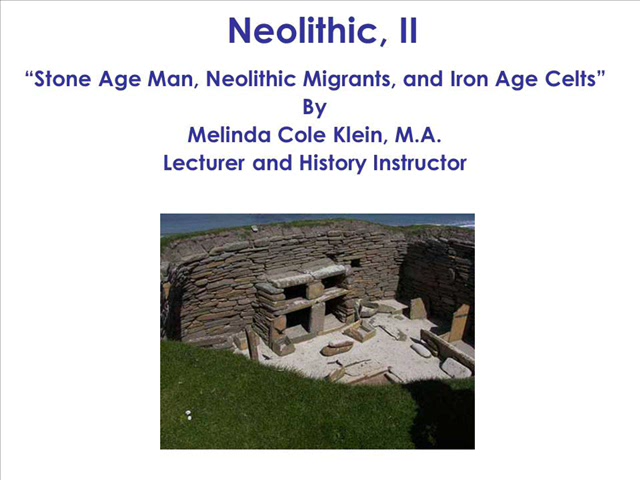 Neolithic, II
“Stone Age Man, Neolithic Migrants, and Iron Age Celts”
By
Melinda Cole Klein, M.A.
Lecturer and History Instructor